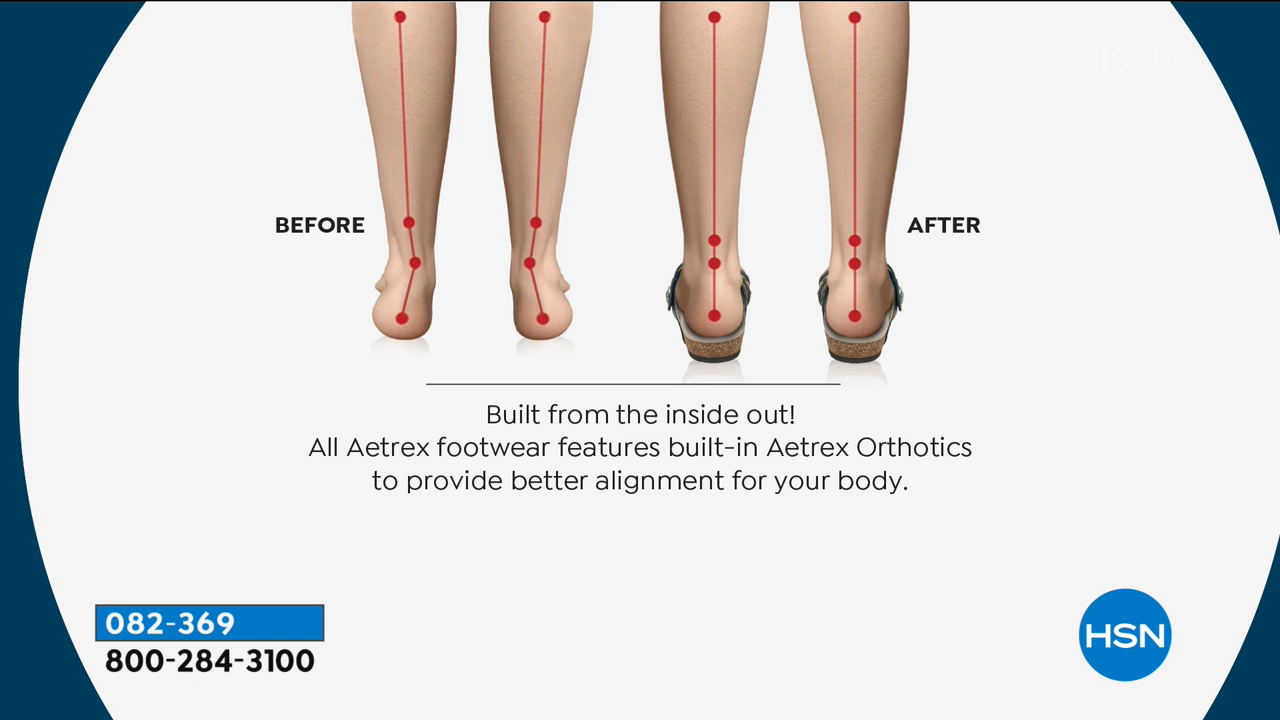 LIVE
BEFORE
AFTER
Built from the inside out!
All Aetrex footwear features built-in Aetrex Orthotics
to provide better alignment for your body.
082-369
800-284-3100
HSN